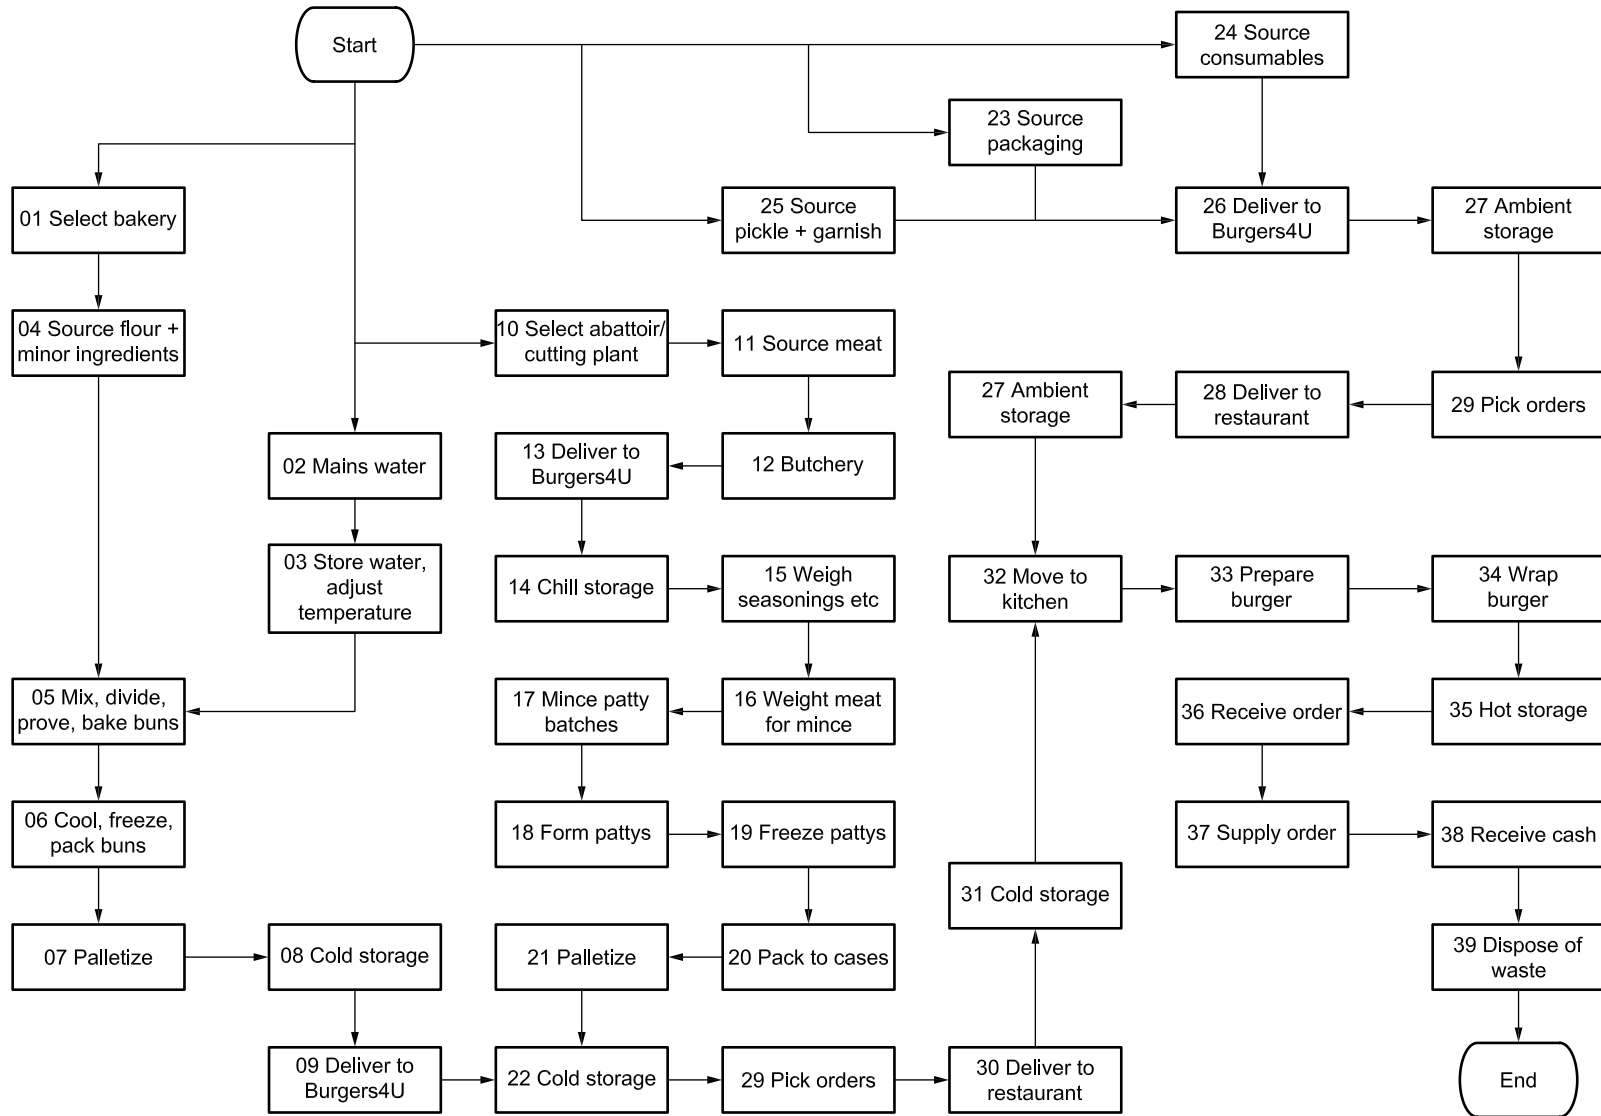 Start
24 Source
consumables
23 Source
packaging
01 Select bakery
25 Source
pickle + garnish
26 Deliver to
Burgers4U
27 Ambient
storage
04 Source flour +
minor ingredients
10 Select abattoir/
cutting plant
11 Source meat
27 Ambient
storage
28 Deliver to
restaurant
29 Pick orders
02 Mains water
13 Deliver to
Burgers4U
12 Butchery
03 Store water,
adjust
temperature
14 Chill storage
15 Weigh
seasonings etc
32 Move to
kitchen
33 Prepare
burger
34 Wrap
burger
05 Mix, divide,
prove, bake buns
17 Mince patty
batches
16 Weight meat
for mince
36 Receive order
35 Hot storage
06 Cool, freeze,
pack buns
18 Form pattys
19 Freeze pattys
37 Supply order
38 Receive cash
31 Cold storage
07 Palletize
08 Cold storage
21 Palletize
20 Pack to cases
39 Dispose of
waste
09 Deliver to
Burgers4U
22 Cold storage
29 Pick orders
30 Deliver to
restaurant
End